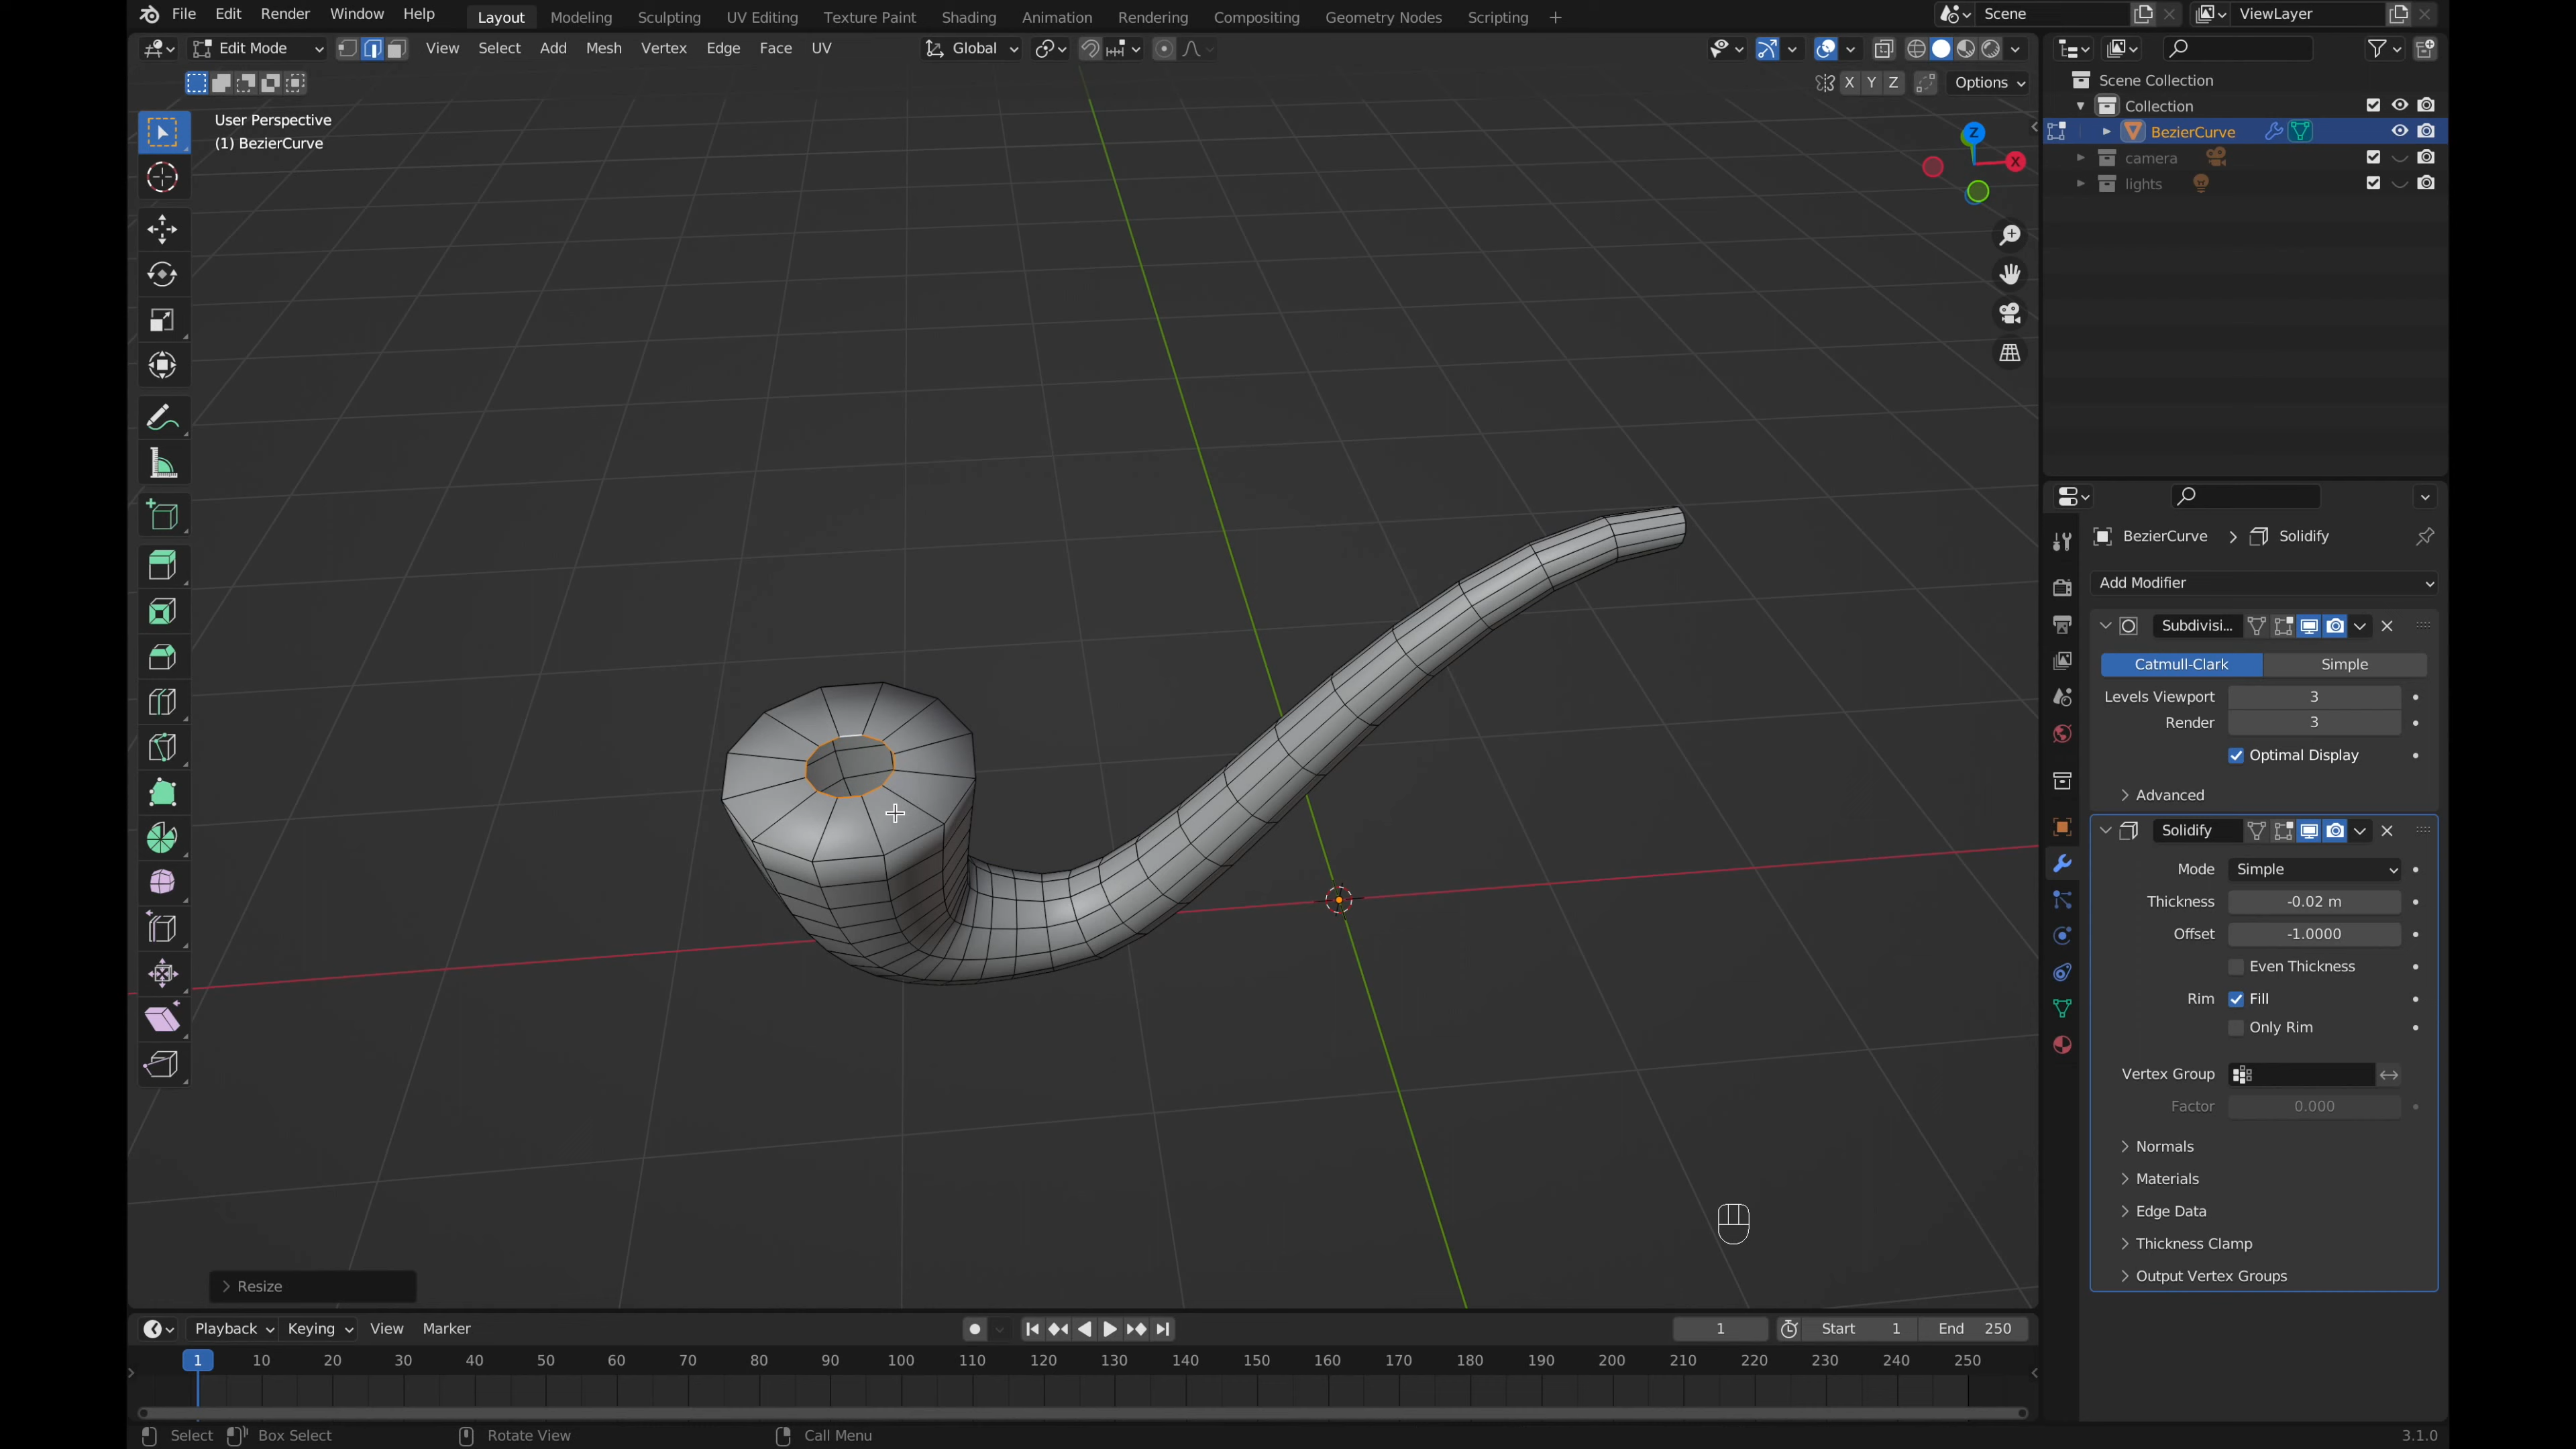 File Edit Render Window Help Layout Modeling Sculpting UV Editing Texture Paint Shading Animation Rendering Compositing Geometry Nodes Scripting + Scene ViewLayer
Edit Mode View Select Add Mesh Vertex Edge Face UV Global
X Y Z Options
User Perspective
(1) BezierCurve
Z
X
Scene Collection
Collection
BezierCurve
camera
lights
BezierCurve > Solidify
Add Modifier
Subdivisi...
Catmull-Clark Simple
Levels Viewport 3
Render 3
Optimal Display
Advanced
Solidify
Mode Simple
Thickness -0.02 m
Offset -1.0000
Even Thickness
Rim Fill
Only Rim
Vertex Group
Factor 0.000
Normals
Materials
Edge Data
Thickness Clamp
Output Vertex Groups
Resize
Playback Keying View Marker 1 Start 1 End 250
1 10 20 30 40 50 60 70 80 90 100 110 120 130 140 150 160 170 180 190 200 210 220 230 240 250
Select Box Select Rotate View Call Menu 3.1.0